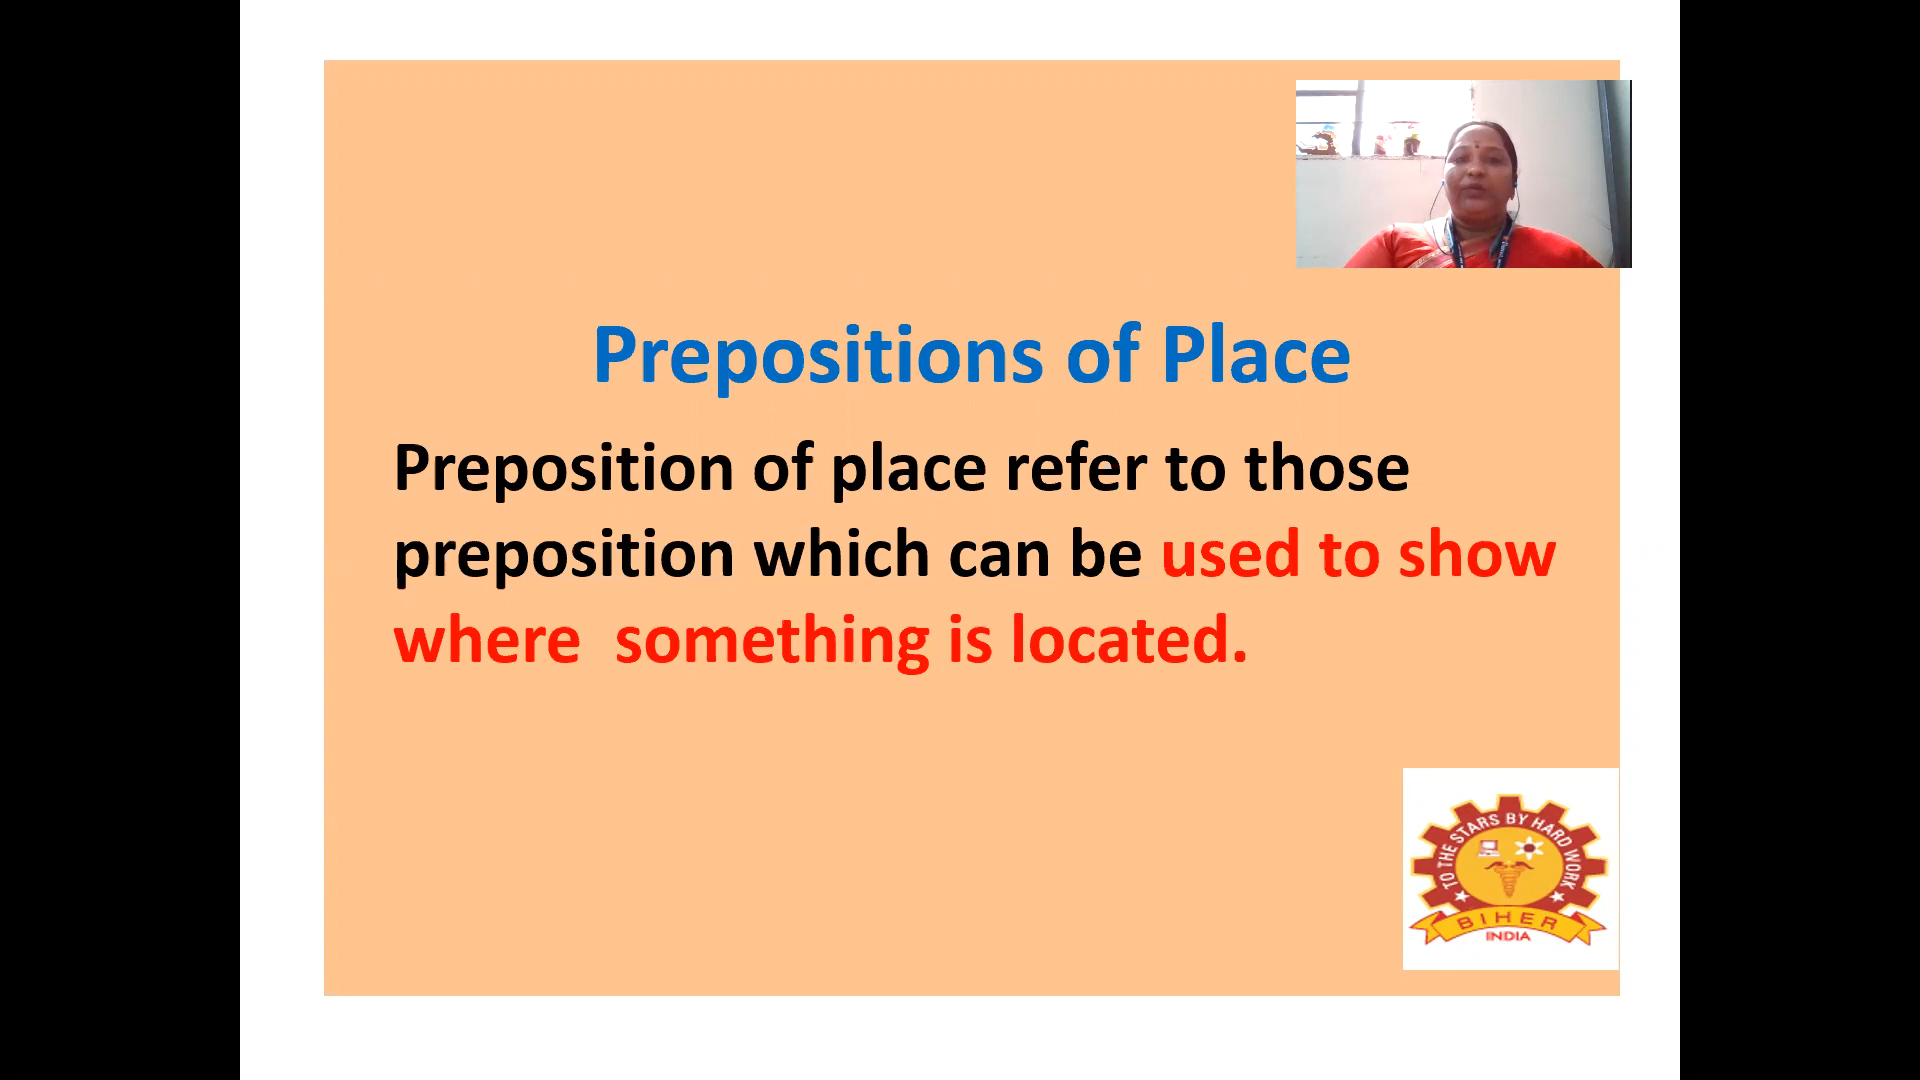 Prepositions of Place
Preposition of place refer to those
preposition which can be used to show
where  something is located.
TO THE STARS BY HARD WORK
BIHER
INDIA